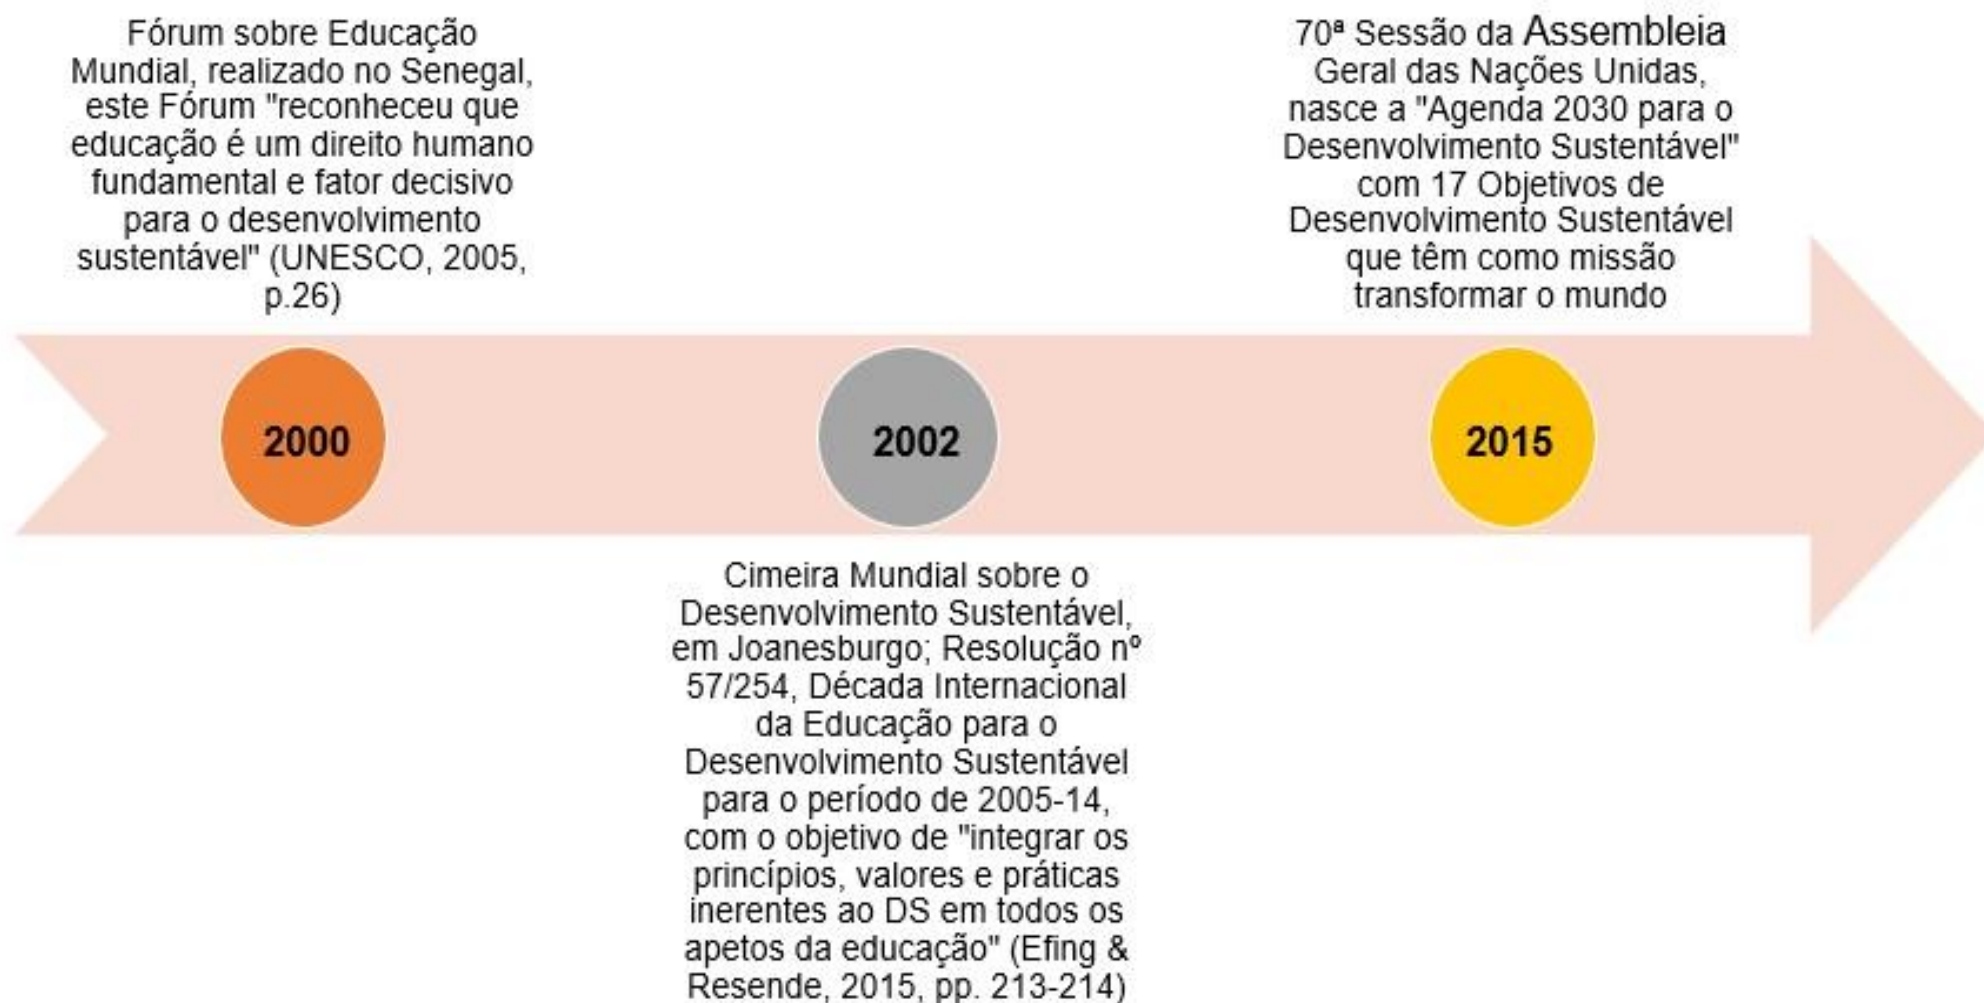 Fórum sobre Educação
Mundial, realizado no Senegal,
este Fórum "reconheceu que
educação é um direito humano
fundamental e fator decisivo
para o desenvolvimento
sustentável" (UNESCO, 2005,
p.26)
70ª Sessão da Assembleia
Geral das Nações Unidas,
nasce a "Agenda 2030 para o
Desenvolvimento Sustentável"
com 17 Objetivos de
Desenvolvimento Sustentável
que têm como missão
transformar o mundo
2000
2002
2015
Cimeira Mundial sobre o
Desenvolvimento Sustentável,
em Joanesburgo; Resolução nº
57/254, Década Internacional
da Educação para o
Desenvolvimento Sustentável
para o período de 2005-14,
com o objetivo de "integrar os
princípios, valores e práticas
inerentes ao DS em todos os
apetos da educação" (Efing &
Resende, 2015, pp. 213-214)